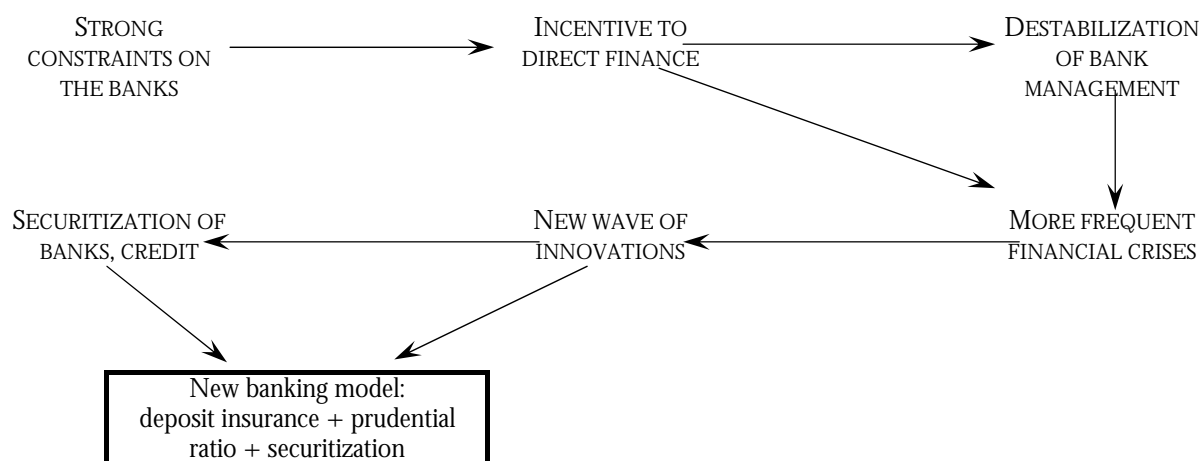 STRONG
CONSTRAINTS ON
THE BANKS
INCENTIVE TO
DIRECT FINANCE
DESTABILIZATION
OF BANK
MANAGEMENT
SECURITIZATION OF
BANKS, CREDIT
NEW WAVE OF
INNOVATIONS
MORE FREQUENT
FINANCIAL CRISES
New banking model:
deposit insurance + prudential
ratio + securitization